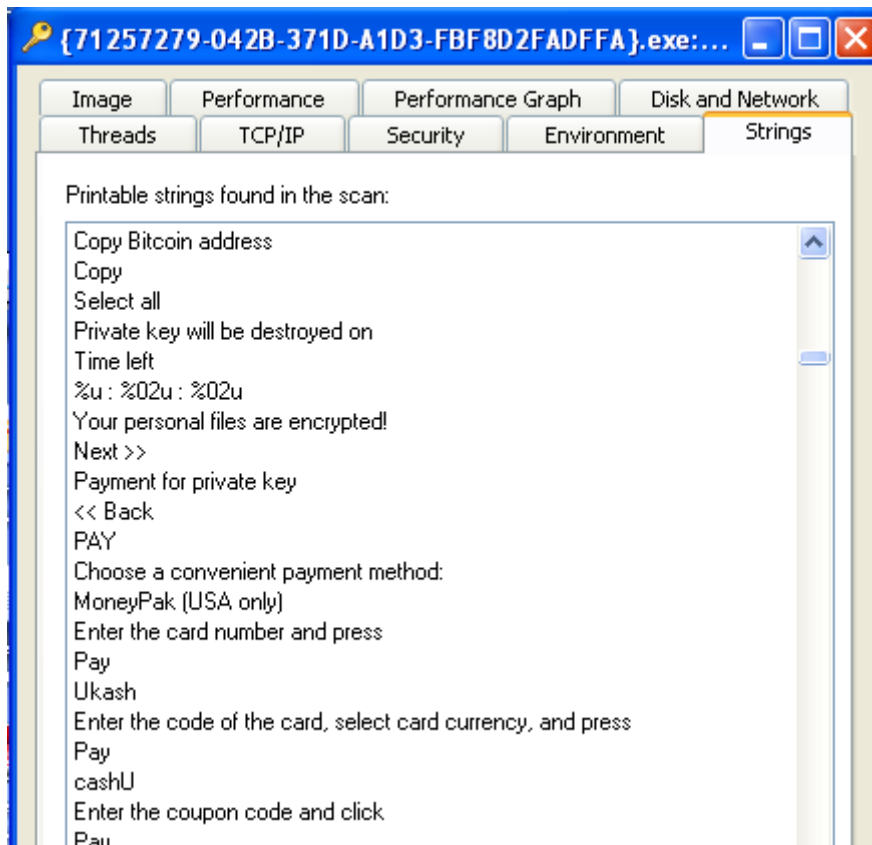 {71257279-042B-371D-A1D3-FBF8D2FADFFA}.exe:...
Image Performance Performance Graph Disk and Network
Threads TCP/IP Security Environment Strings
Printable strings found in the scan:
Copy Bitcoin address
Copy
Select all
Private key will be destroyed on
Time left
%u : %02u : %02u
Your personal files are encrypted!
Next >>
Payment for private key
<< Back
PAY
Choose a convenient payment method:
MoneyPak (USA only)
Enter the card number and press
Pay
Ukash
Enter the code of the card, select card currency, and press
Pay
cashU
Enter the coupon code and click
Pay